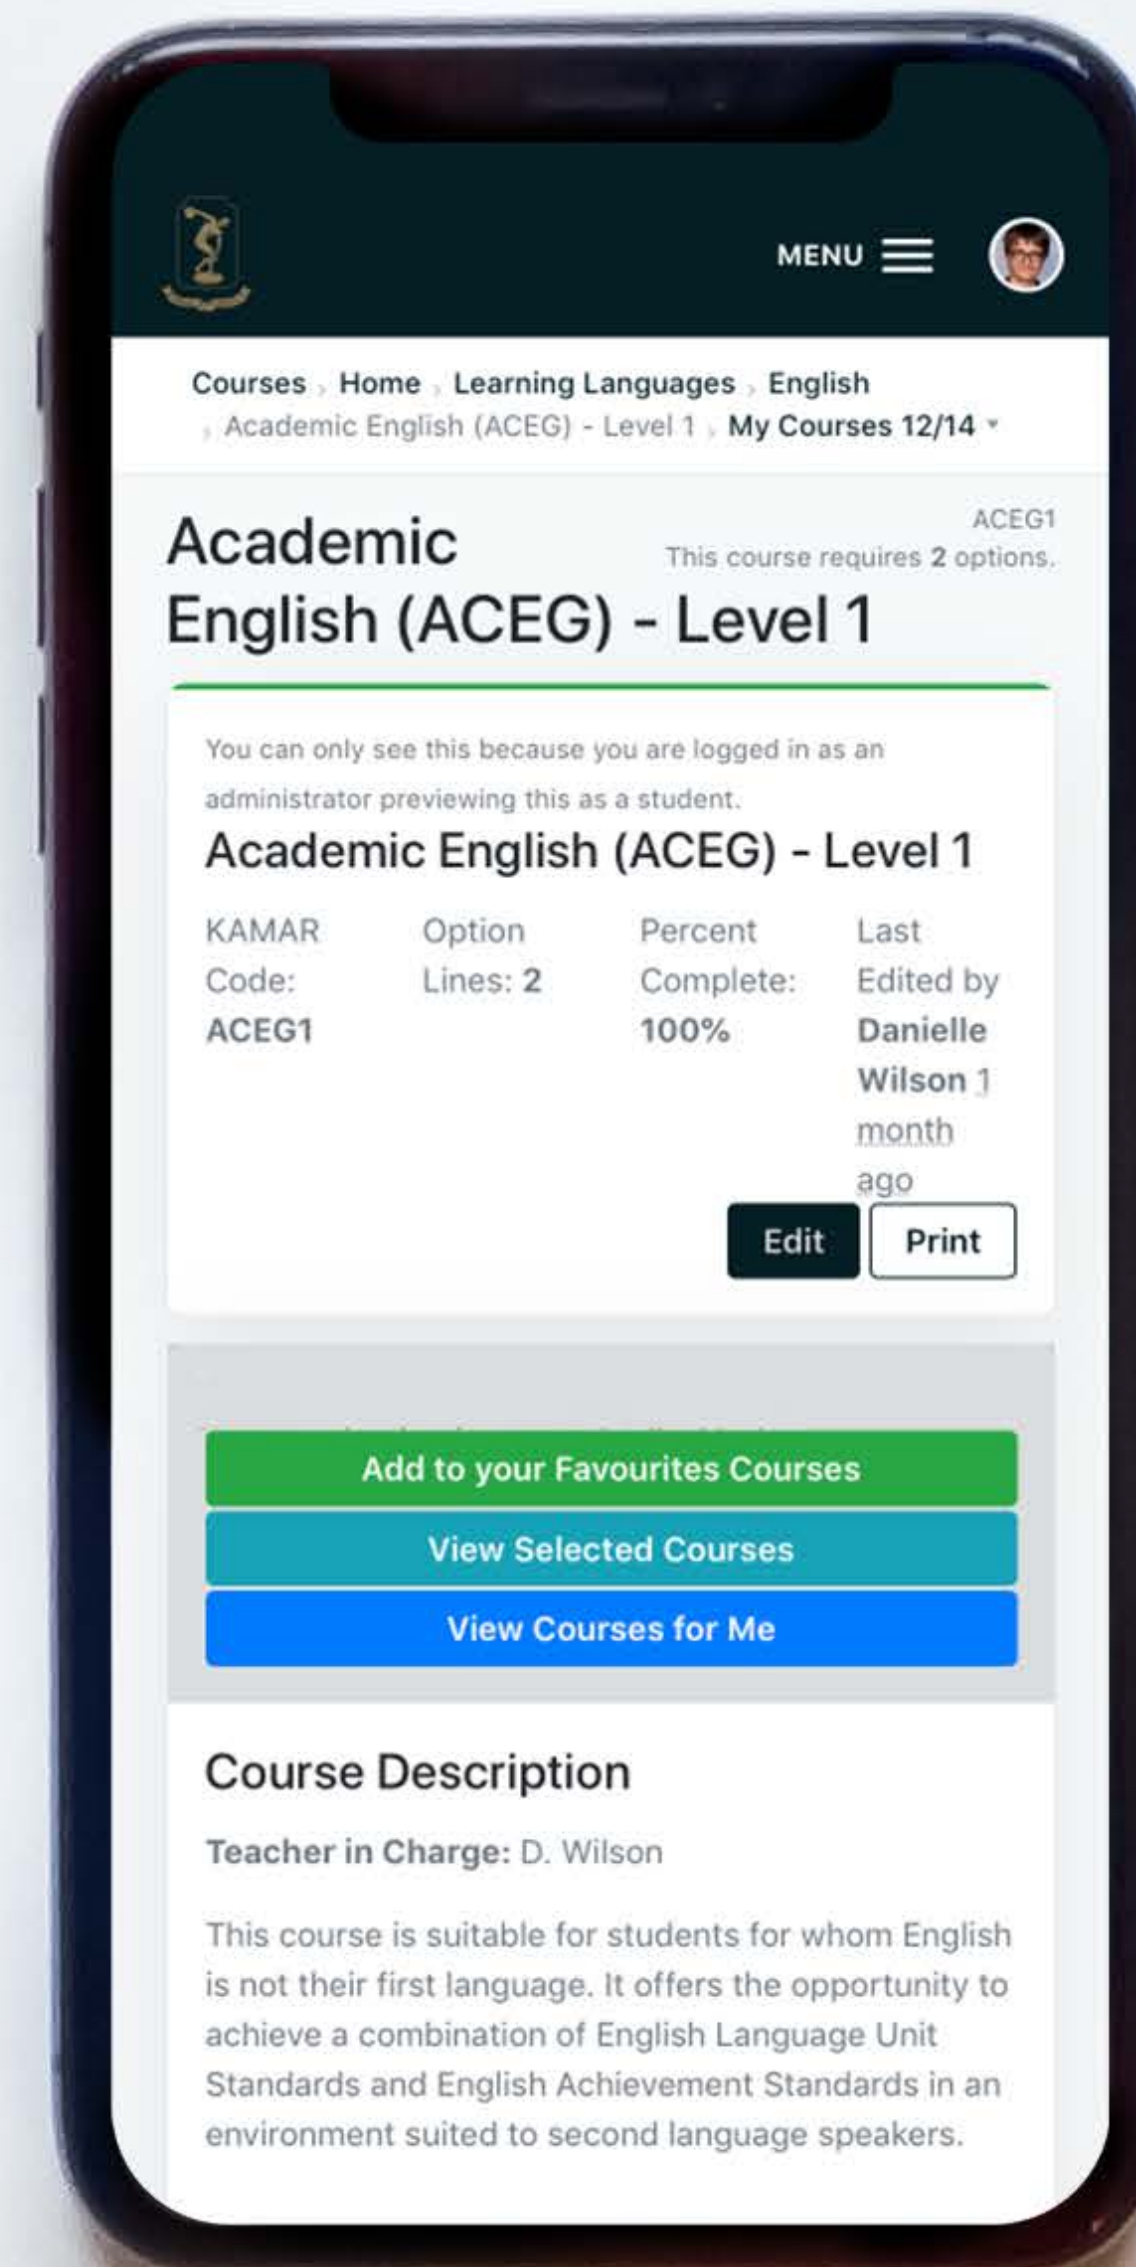 MENU
Courses › Home › Learning Languages › English
› Academic English (ACEG) - Level 1 › My Courses 12/14
Academic
English (ACEG) - Level 1
ACEG1
This course requires 2 options.
You can only see this because you are logged in as an
administrator previewing this as a student.
Academic English (ACEG) - Level 1
KAMAR
Code:
ACEG1
Option
Lines: 2
Percent
Complete:
100%
Last
Edited by
Danielle
Wilson 1
month
ago
Edit
Print
Add to your Favourites Courses
View Selected Courses
View Courses for Me
Course Description
Teacher in Charge: D. Wilson
This course is suitable for students for whom English
is not their first language. It offers the opportunity to
achieve a combination of English Language Unit
Standards and English Achievement Standards in an
environment suited to second language speakers.